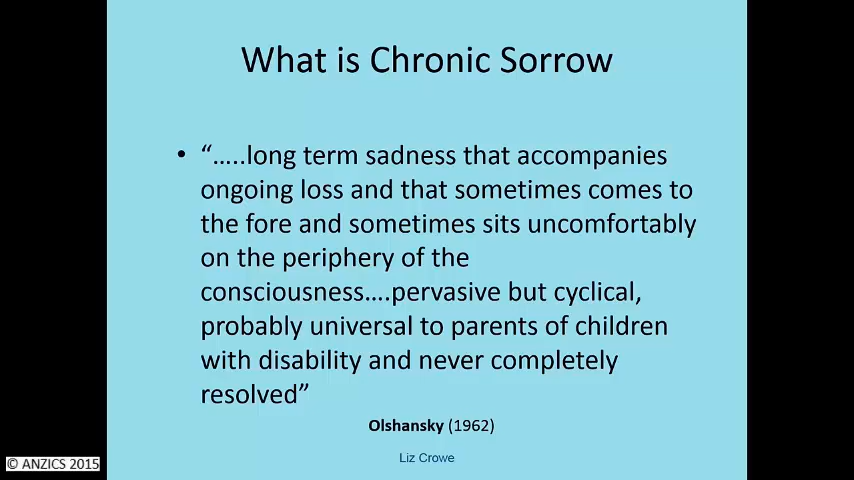 What is Chronic Sorrow
• “…..long term sadness that accompanies
ongoing loss and that sometimes comes to
the fore and sometimes sits uncomfortably
on the periphery of the
consciousness….pervasive but cyclical,
probably universal to parents of children
with disability and never completely
resolved”
Olshansky (1962)
Liz Crowe
© ANZICS 2015